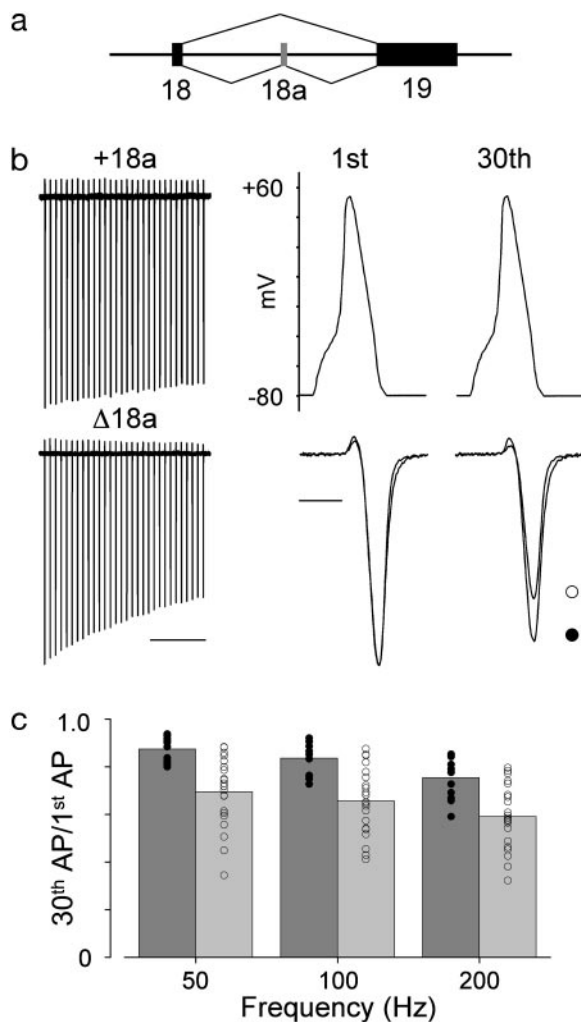 a
18
18a
19
b
+18a
1st
30th
+60
mV
-80
Δ18a
c
1.0
30th AP/1st AP
0
50
100
200
Frequency (Hz)